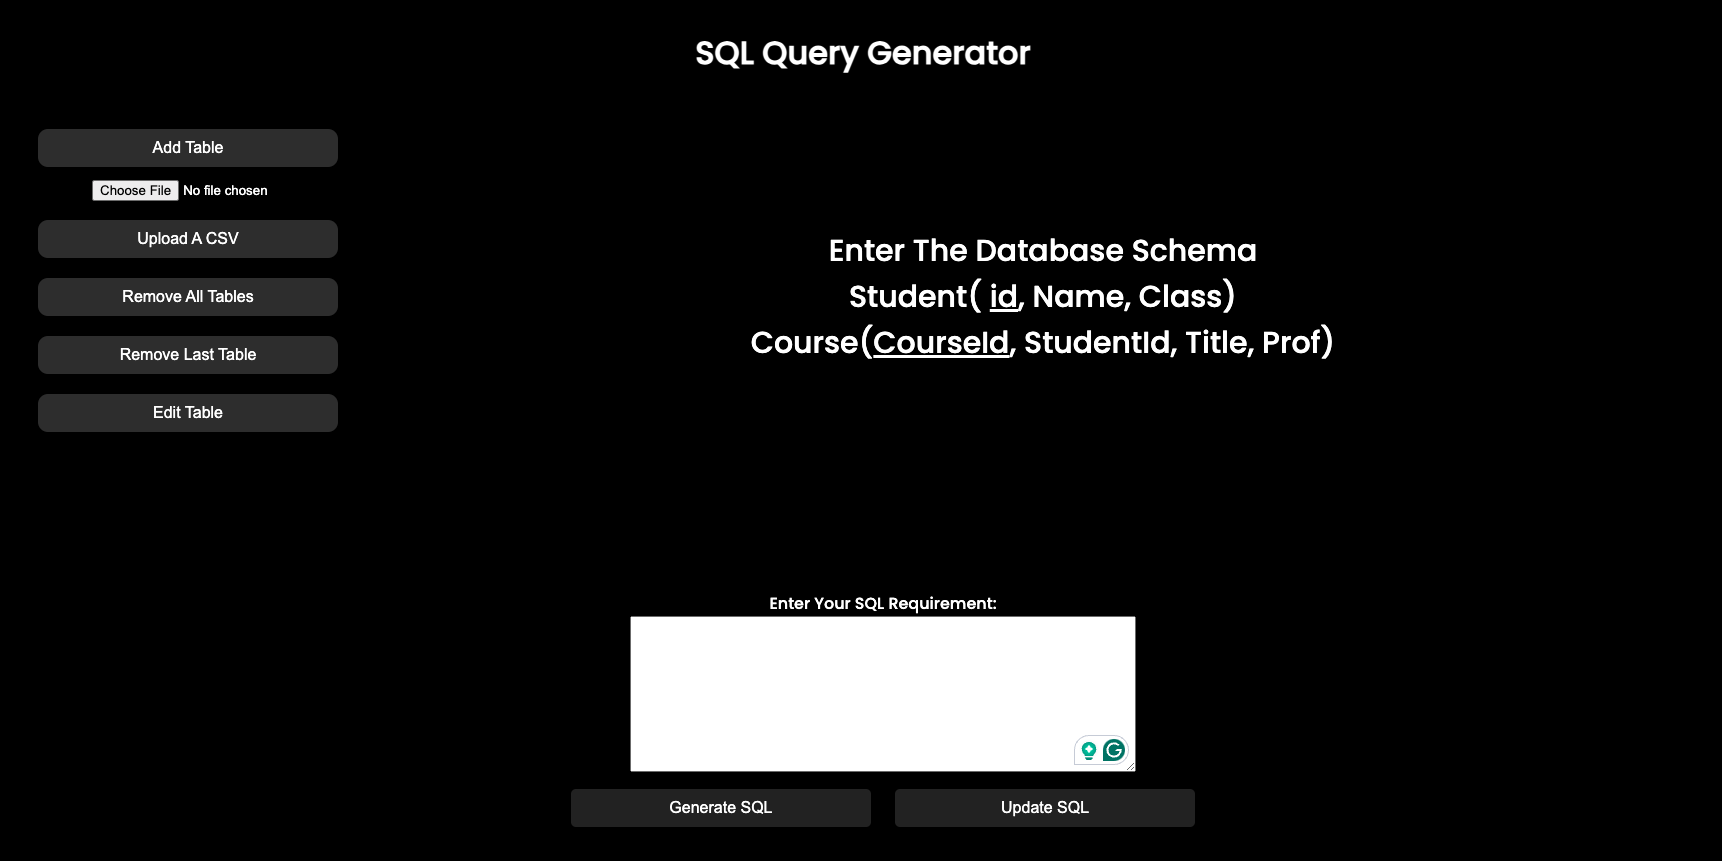 SQL Query Generator
Add Table
Choose File No file chosen
Upload A CSV
Remove All Tables
Remove Last Table
Edit Table
Enter The Database Schema
Student( id, Name, Class)
Course(CourseId, StudentId, Title, Prof)
Enter Your SQL Requirement:
Generate SQL
Update SQL